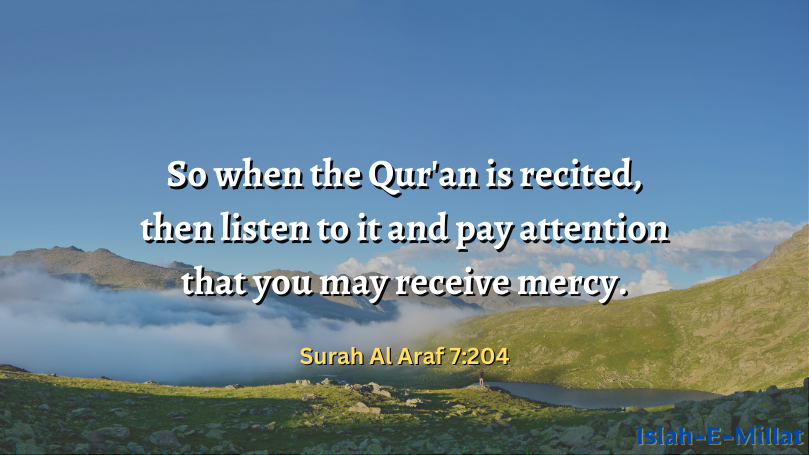 So when the Qur'an is recited,
then listen to it and pay attention
that you may receive mercy.
Surah Al Araf 7:204
Islah-E-Millat